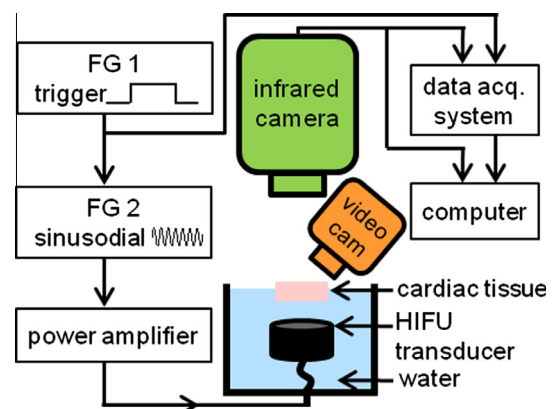 FG 1
trigger
infrared
camera
data acq.
system
FG 2
sinusodial
video
cam
computer
cardiac tissue
power amplifier
HIFU
transducer
water